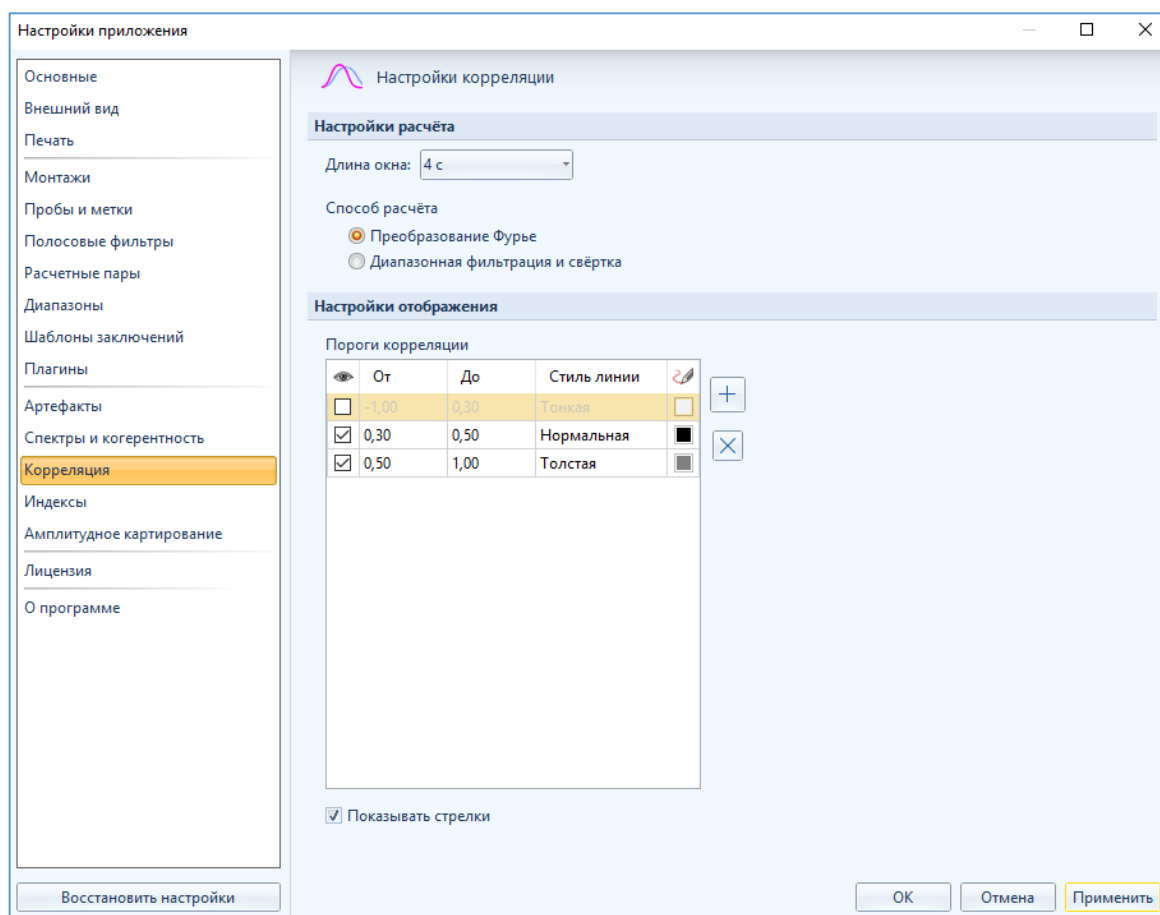 Настройки приложения
Основные
Внешний вид
Печать
Монтажи
Пробы и метки
Полосовые фильтры
Расчетные пары
Диапазоны
Шаблоны заключений
Плагины
Артефакты
Спектры и когерентность
Корреляция
Индексы
Амплитудное картирование
Лицензия
О программе
Восстановить настройки
Настройки корреляции
Настройки расчёта
Длина окна: 4 с
Способ расчёта
Преобразование Фурье
Диапазонная фильтрация и свёртка
Настройки отображения
Пороги корреляции
От До Стиль линии
-1,00 0,30 Тонкая
0,30 0,50 Нормальная
0,50 1,00 Толстая
Показывать стрелки
ОК Отмена Применить